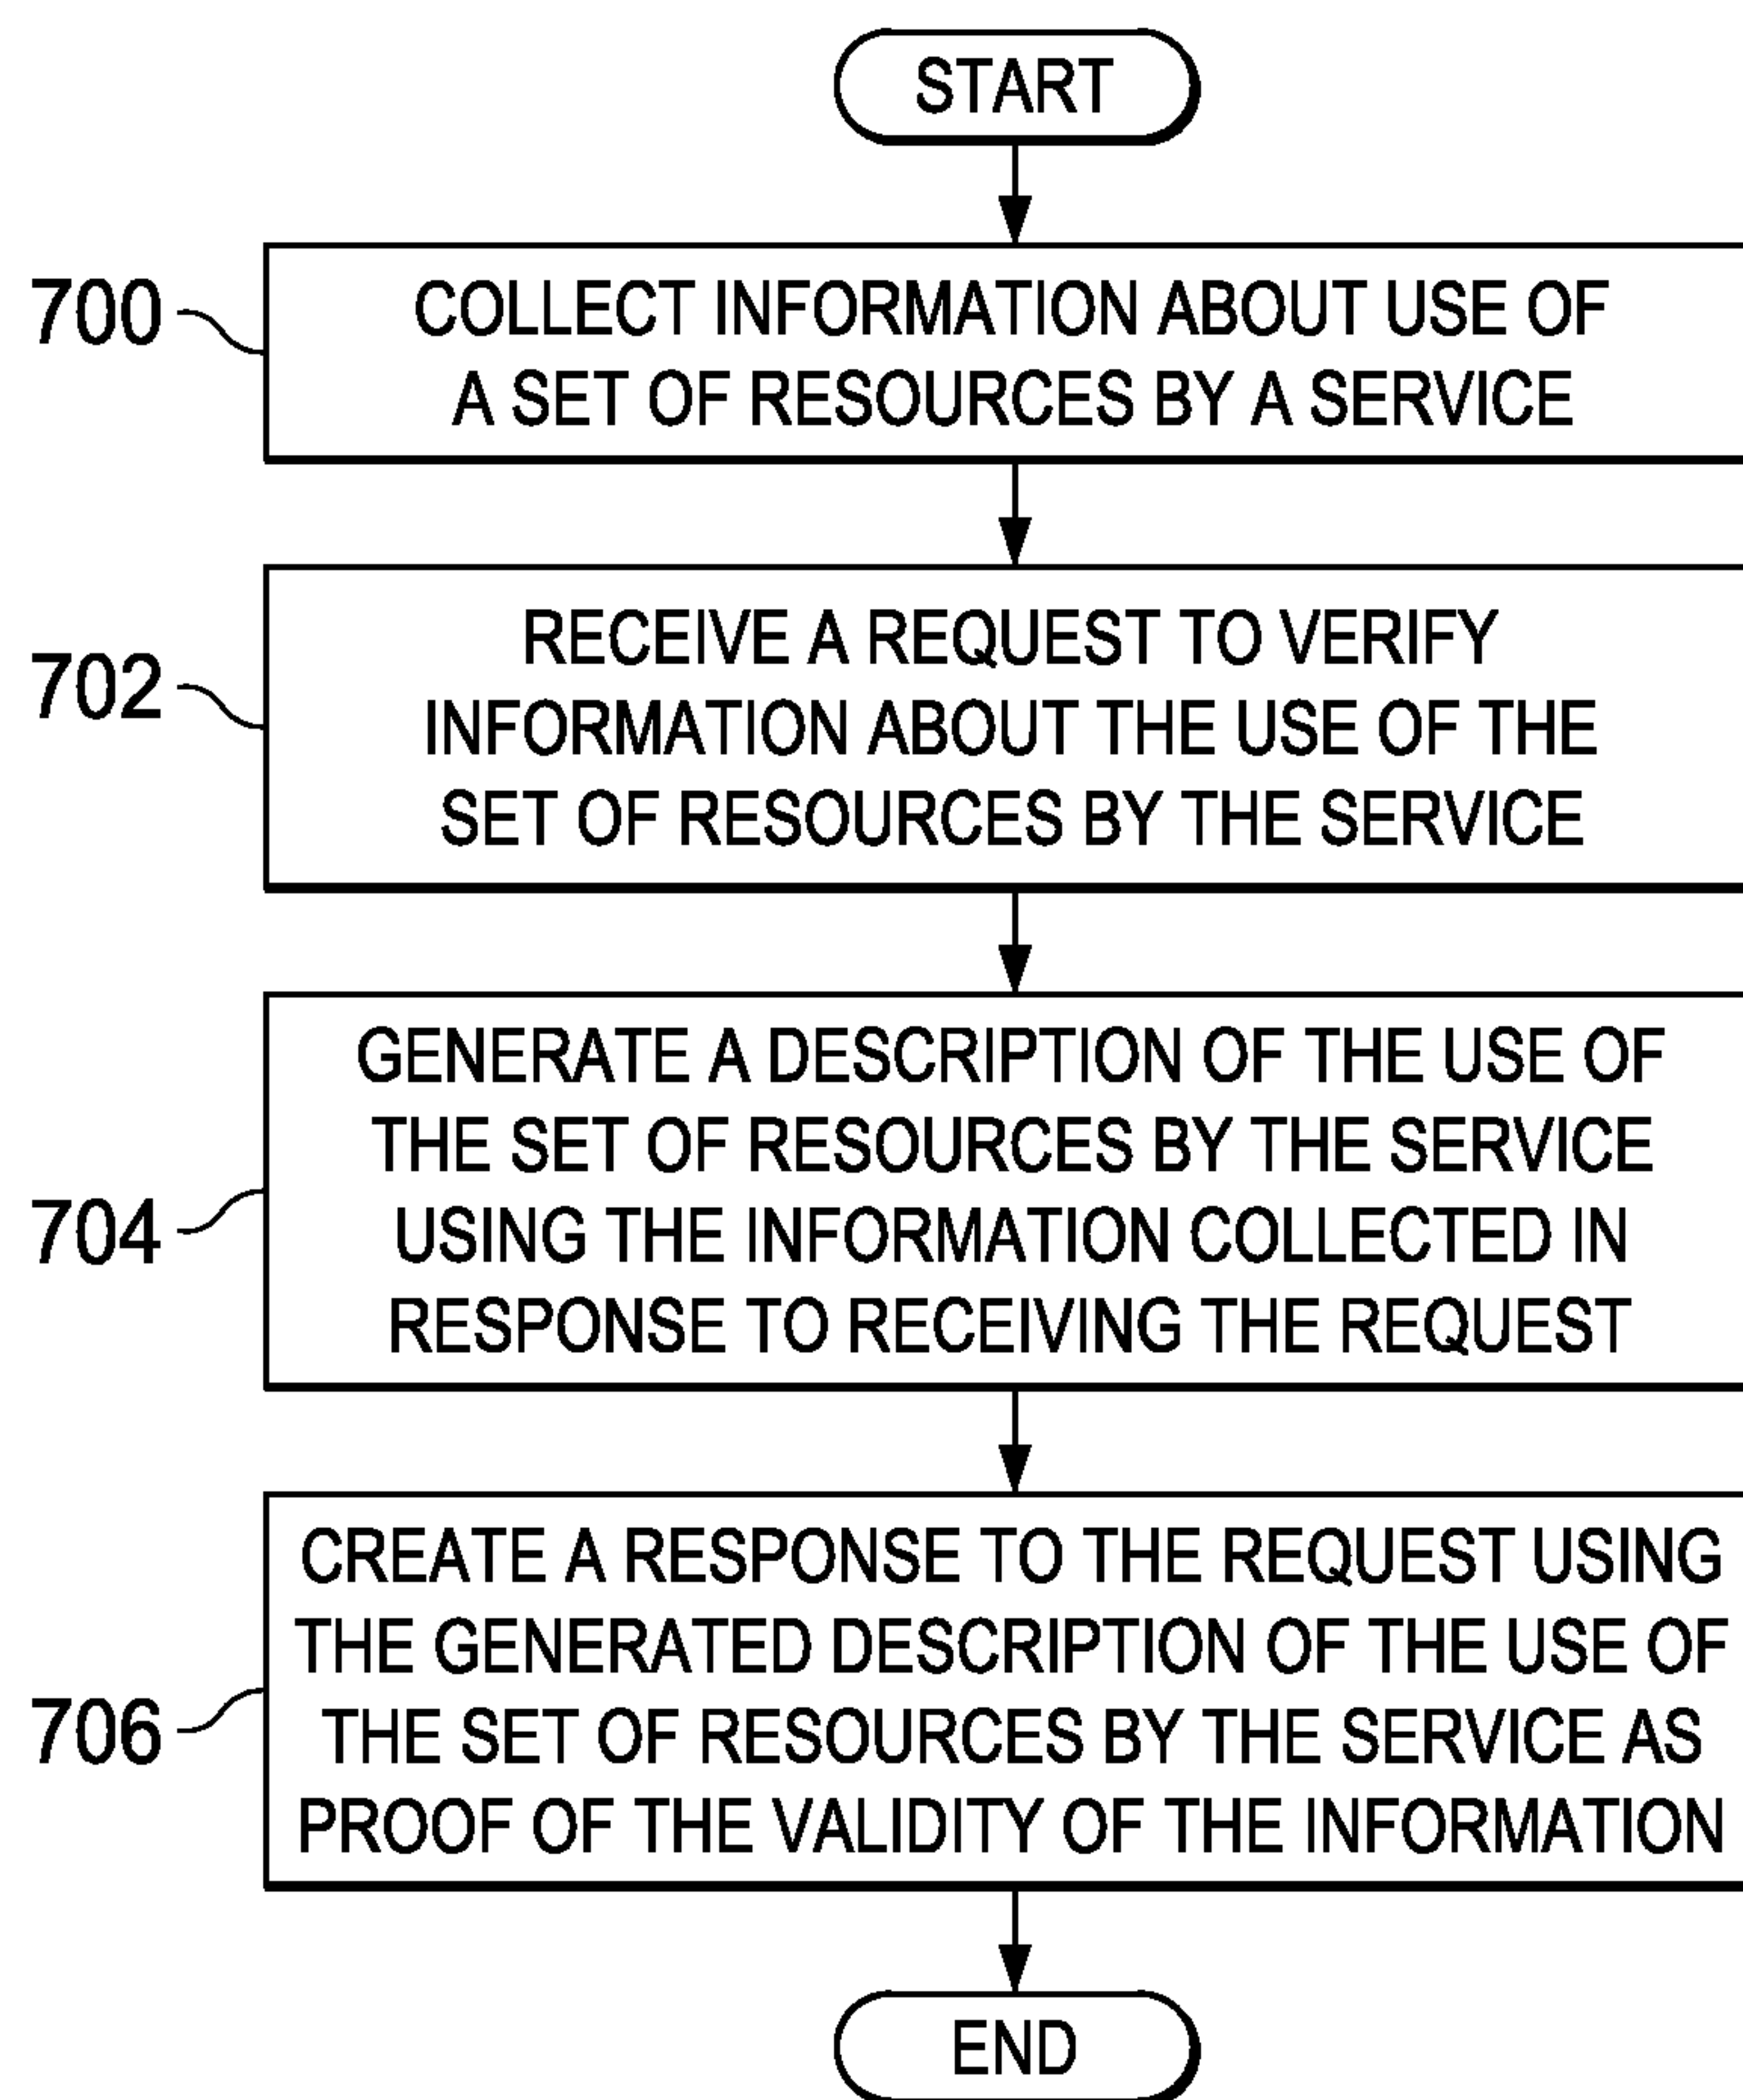 START
700
COLLECT INFORMATION ABOUT USE OF
A SET OF RESOURCES BY A SERVICE
702
RECEIVE A REQUEST TO VERIFY
INFORMATION ABOUT THE USE OF THE
SET OF RESOURCES BY THE SERVICE
704
GENERATE A DESCRIPTION OF THE USE OF
THE SET OF RESOURCES BY THE SERVICE
USING THE INFORMATION COLLECTED IN
RESPONSE TO RECEIVING THE REQUEST
706
CREATE A RESPONSE TO THE REQUEST USING
THE GENERATED DESCRIPTION OF THE USE OF
THE SET OF RESOURCES BY THE SERVICE AS
PROOF OF THE VALIDITY OF THE INFORMATION
END